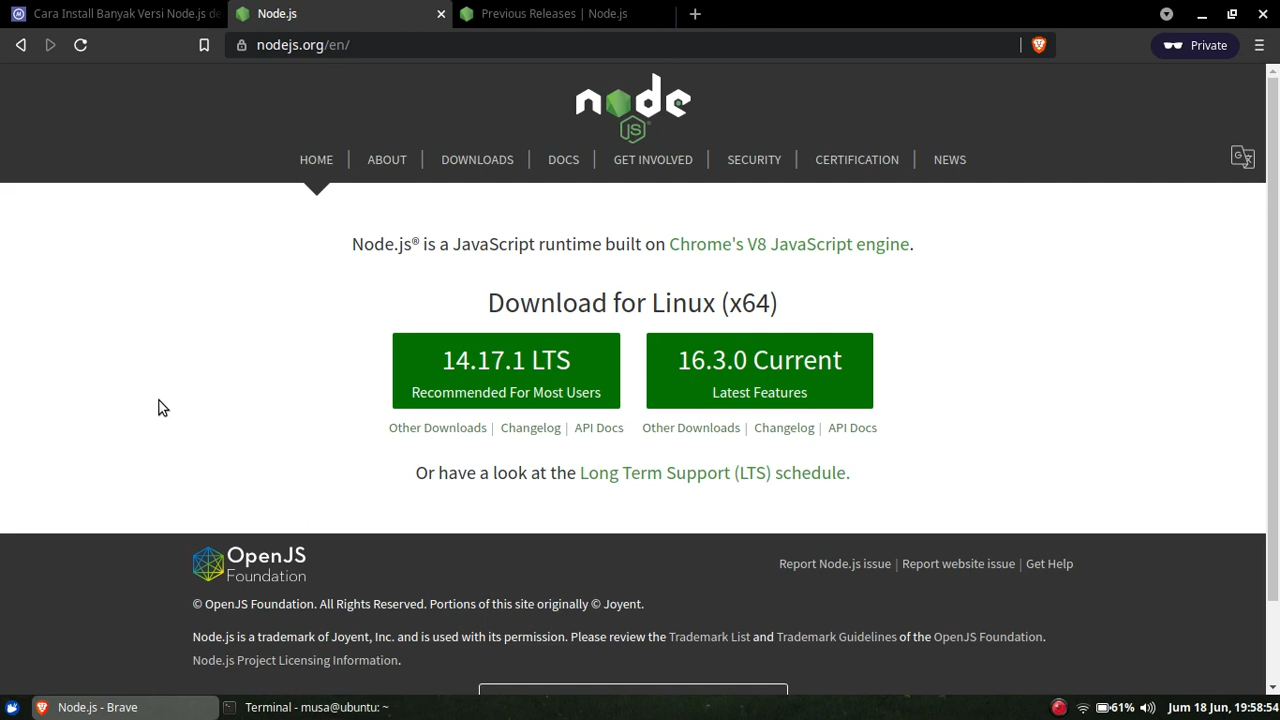 Cara Install Banyak Versi Node.js de
Node.js
Previous Releases | Node.js
nodejs.org/en/
Private
node
JS
HOME
ABOUT
DOWNLOADS
DOCS
GET INVOLVED
SECURITY
CERTIFICATION
NEWS
Node.js® is a JavaScript runtime built on Chrome's V8 JavaScript engine.
Download for Linux (x64)
14.17.1 LTS
Recommended For Most Users
16.3.0 Current
Latest Features
Other Downloads | Changelog | API Docs
Other Downloads | Changelog | API Docs
Or have a look at the Long Term Support (LTS) schedule.
OpenJS
Foundation
Report Node.js issue | Report website issue | Get Help
© OpenJS Foundation. All Rights Reserved. Portions of this site originally © Joyent.
Node.js is a trademark of Joyent, Inc. and is used with its permission. Please review the Trademark List and Trademark Guidelines of the OpenJS Foundation.
Node.js Project Licensing Information.
Node.js - Brave
Terminal - musa@ubuntu: ~
61%
Jum 18 Jun, 19:58:54